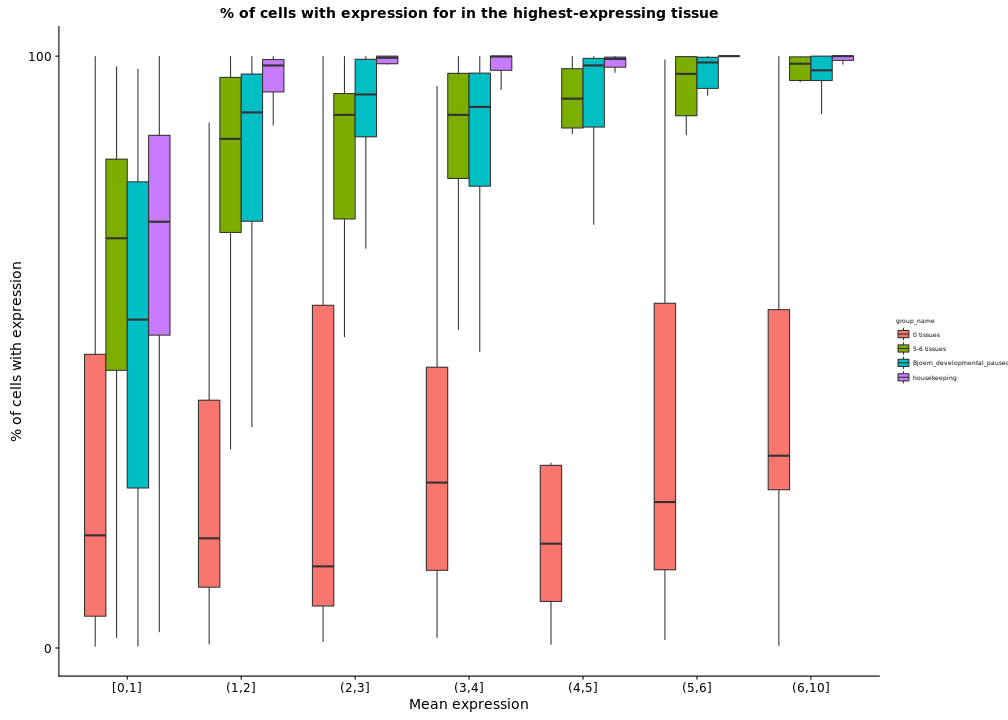 % of cells with expression for in the highest-expressing tissue
100
0
% of cells with expression
[0,1]
(1,2]
(2,3]
(3,4]
(4,5]
(5,6]
(6,10]
Mean expression
group_name
0 tissues
5-6 tissues
Bjoern_developmental_paused
housekeeping